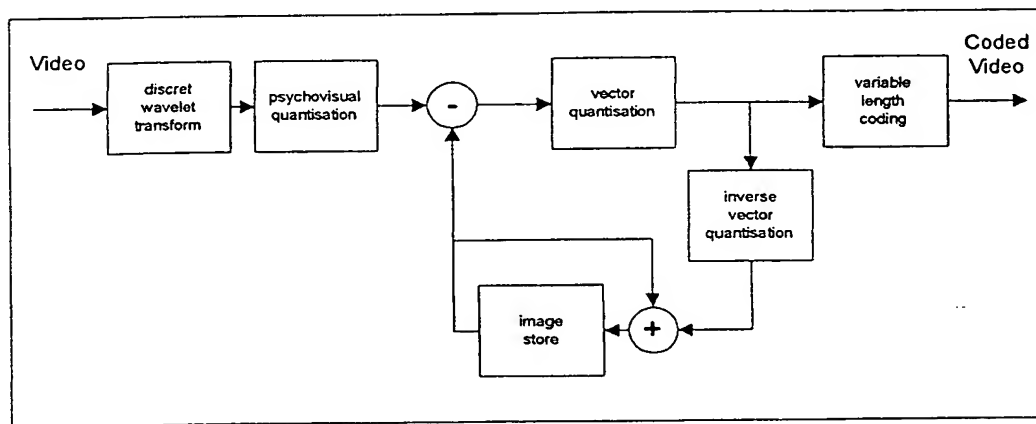 Video
discret
wavelet
transform
psychovisual
quantisation
-
vector
quantisation
variable
length
coding
Coded
Video
inverse
vector
quantisation
image
store
+